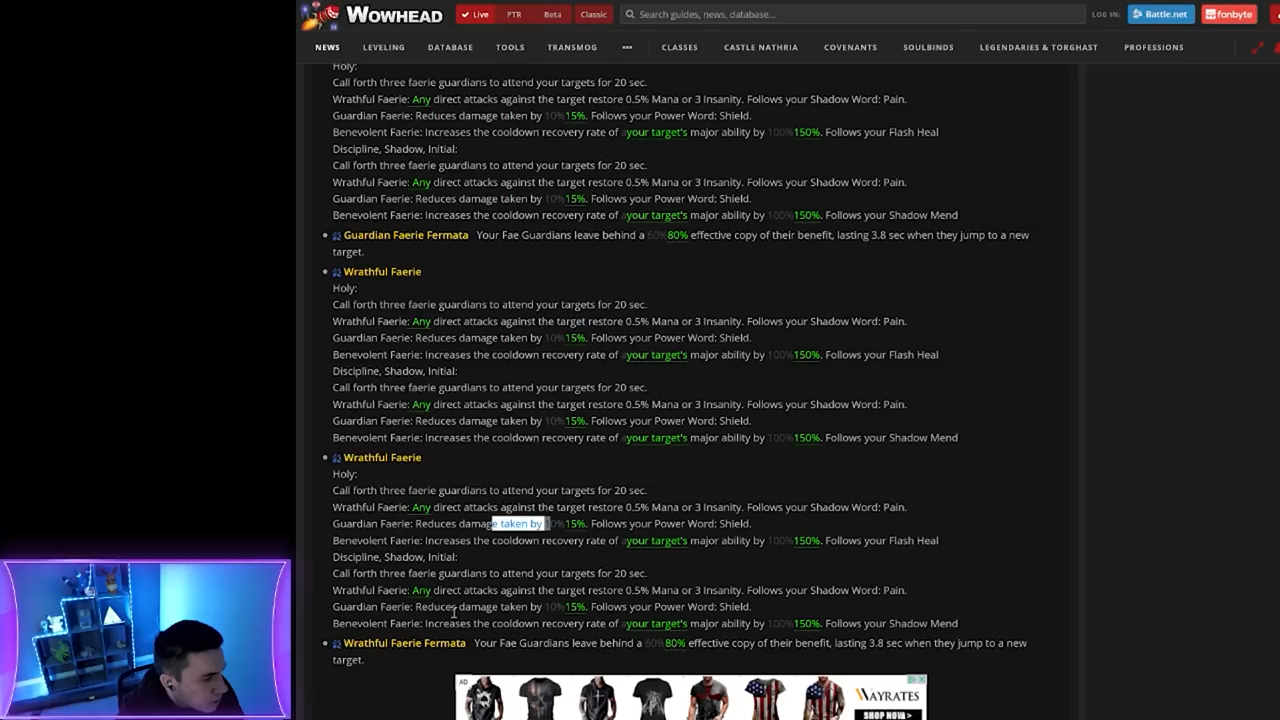 WOWHEAD
Live PTR Beta Classic
Search guides, news, database...
LOG IN: Battle.net fanbyte
NEWS LEVELING DATABASE TOOLS TRANSMOG ••• CLASSES CASTLE NATHRIA COVENANTS SOULBINDS LEGENDARIES & TORGHAST PROFESSIONS
Holy:
Call forth three faerie guardians to attend your targets for 20 sec.
Wrathful Faerie: Any direct attacks against the target restore 0.5% Mana or 3 Insanity. Follows your Shadow Word: Pain.
Guardian Faerie: Reduces damage taken by 10%15%. Follows your Power Word: Shield.
Benevolent Faerie: Increases the cooldown recovery rate of ayour target's major ability by 100%150%. Follows your Flash Heal
Discipline, Shadow, Initial:
Call forth three faerie guardians to attend your targets for 20 sec.
Wrathful Faerie: Any direct attacks against the target restore 0.5% Mana or 3 Insanity. Follows your Shadow Word: Pain.
Guardian Faerie: Reduces damage taken by 10%15%. Follows your Power Word: Shield.
Benevolent Faerie: Increases the cooldown recovery rate of ayour target's major ability by 100%150%. Follows your Shadow Mend
• Guardian Faerie Fermata Your Fae Guardians leave behind a 60%80% effective copy of their benefit, lasting 3.8 sec when they jump to a new
target.
• Wrathful Faerie
Holy:
Call forth three faerie guardians to attend your targets for 20 sec.
Wrathful Faerie: Any direct attacks against the target restore 0.5% Mana or 3 Insanity. Follows your Shadow Word: Pain.
Guardian Faerie: Reduces damage taken by 10%15%. Follows your Power Word: Shield.
Benevolent Faerie: Increases the cooldown recovery rate of ayour target's major ability by 100%150%. Follows your Flash Heal
Discipline, Shadow, Initial:
Call forth three faerie guardians to attend your targets for 20 sec.
Wrathful Faerie: Any direct attacks against the target restore 0.5% Mana or 3 Insanity. Follows your Shadow Word: Pain.
Guardian Faerie: Reduces damage taken by 10%15%. Follows your Power Word: Shield.
Benevolent Faerie: Increases the cooldown recovery rate of ayour target's major ability by 100%150%. Follows your Shadow Mend
• Wrathful Faerie
Holy:
Call forth three faerie guardians to attend your targets for 20 sec.
Wrathful Faerie: Any direct attacks against the target restore 0.5% Mana or 3 Insanity. Follows your Shadow Word: Pain.
Guardian Faerie: Reduces damage taken by 10%15%. Follows your Power Word: Shield.
Benevolent Faerie: Increases the cooldown recovery rate of ayour target's major ability by 100%150%. Follows your Flash Heal
Discipline, Shadow, Initial:
Call forth three faerie guardians to attend your targets for 20 sec.
Wrathful Faerie: Any direct attacks against the target restore 0.5% Mana or 3 Insanity. Follows your Shadow Word: Pain.
Guardian Faerie: Reduces damage taken by 10%15%. Follows your Power Word: Shield.
Benevolent Faerie: Increases the cooldown recovery rate of ayour target's major ability by 100%150%. Follows your Shadow Mend
• Wrathful Faerie Fermata Your Fae Guardians leave behind a 60%80% effective copy of their benefit, lasting 3.8 sec when they jump to a new
target.
AD
WAYRATES
SHOP NOW>